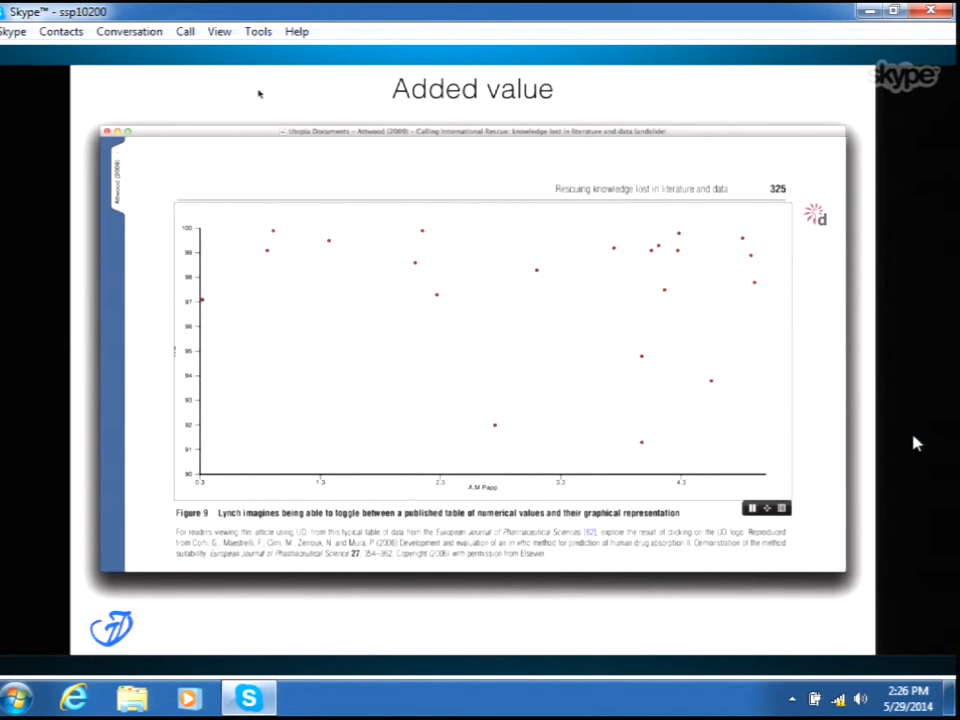 Skype™ - ssp10200
Skype Contacts Conversation Call View Tools Help
skype
Added value
Utopia Documents – Attwood (2009) – Calling International Rescue: knowledge lost in literature and data landslide!
Attwood (2009)
Rescuing knowledge lost in literature and data 325
d
100
99
98
97
96
95
94
93
92
91
90
0.3 1.3 2.3 3.3 4.3
A.M Papp
Figure 9 Lynch imagines being able to toggle between a published table of numerical values and their graphical representation
For readers viewing this article using UD, from this typical table of data from the European Journal of Pharmaceutical Sciences [62], explore the result of clicking on the UD logo. Reproduced
from Corti, G., Maestrelli, F., Cirri, M., Zerrouk, N. and Mura, P. (2006) Development and evaluation of an in vitro method for prediction of human drug absorption II. Demonstration of the method
suitability. European Journal of Pharmaceutical Science 27, 354–362; Copyright (2006) with permission from Elsevier.
2:26 PM
5/29/2014